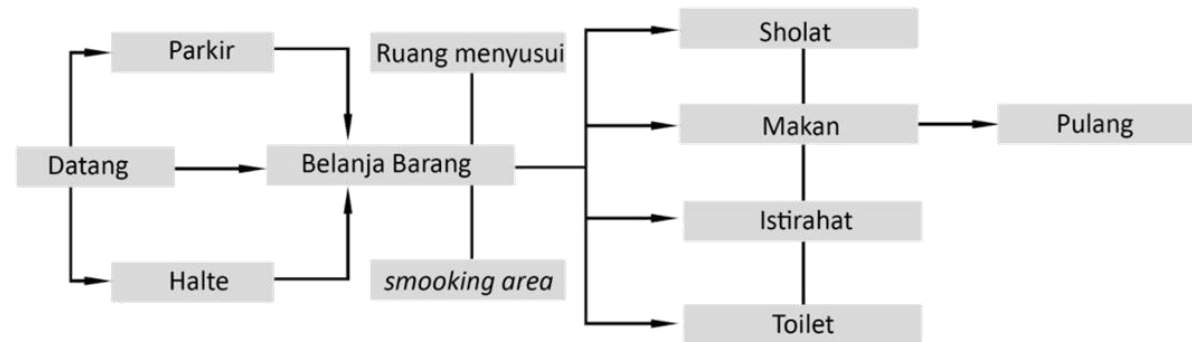 Datang
Parkir
Halte
Belanja Barang
Ruang menyusui
smooking area
Sholat
Makan
Istirahat
Toilet
Pulang